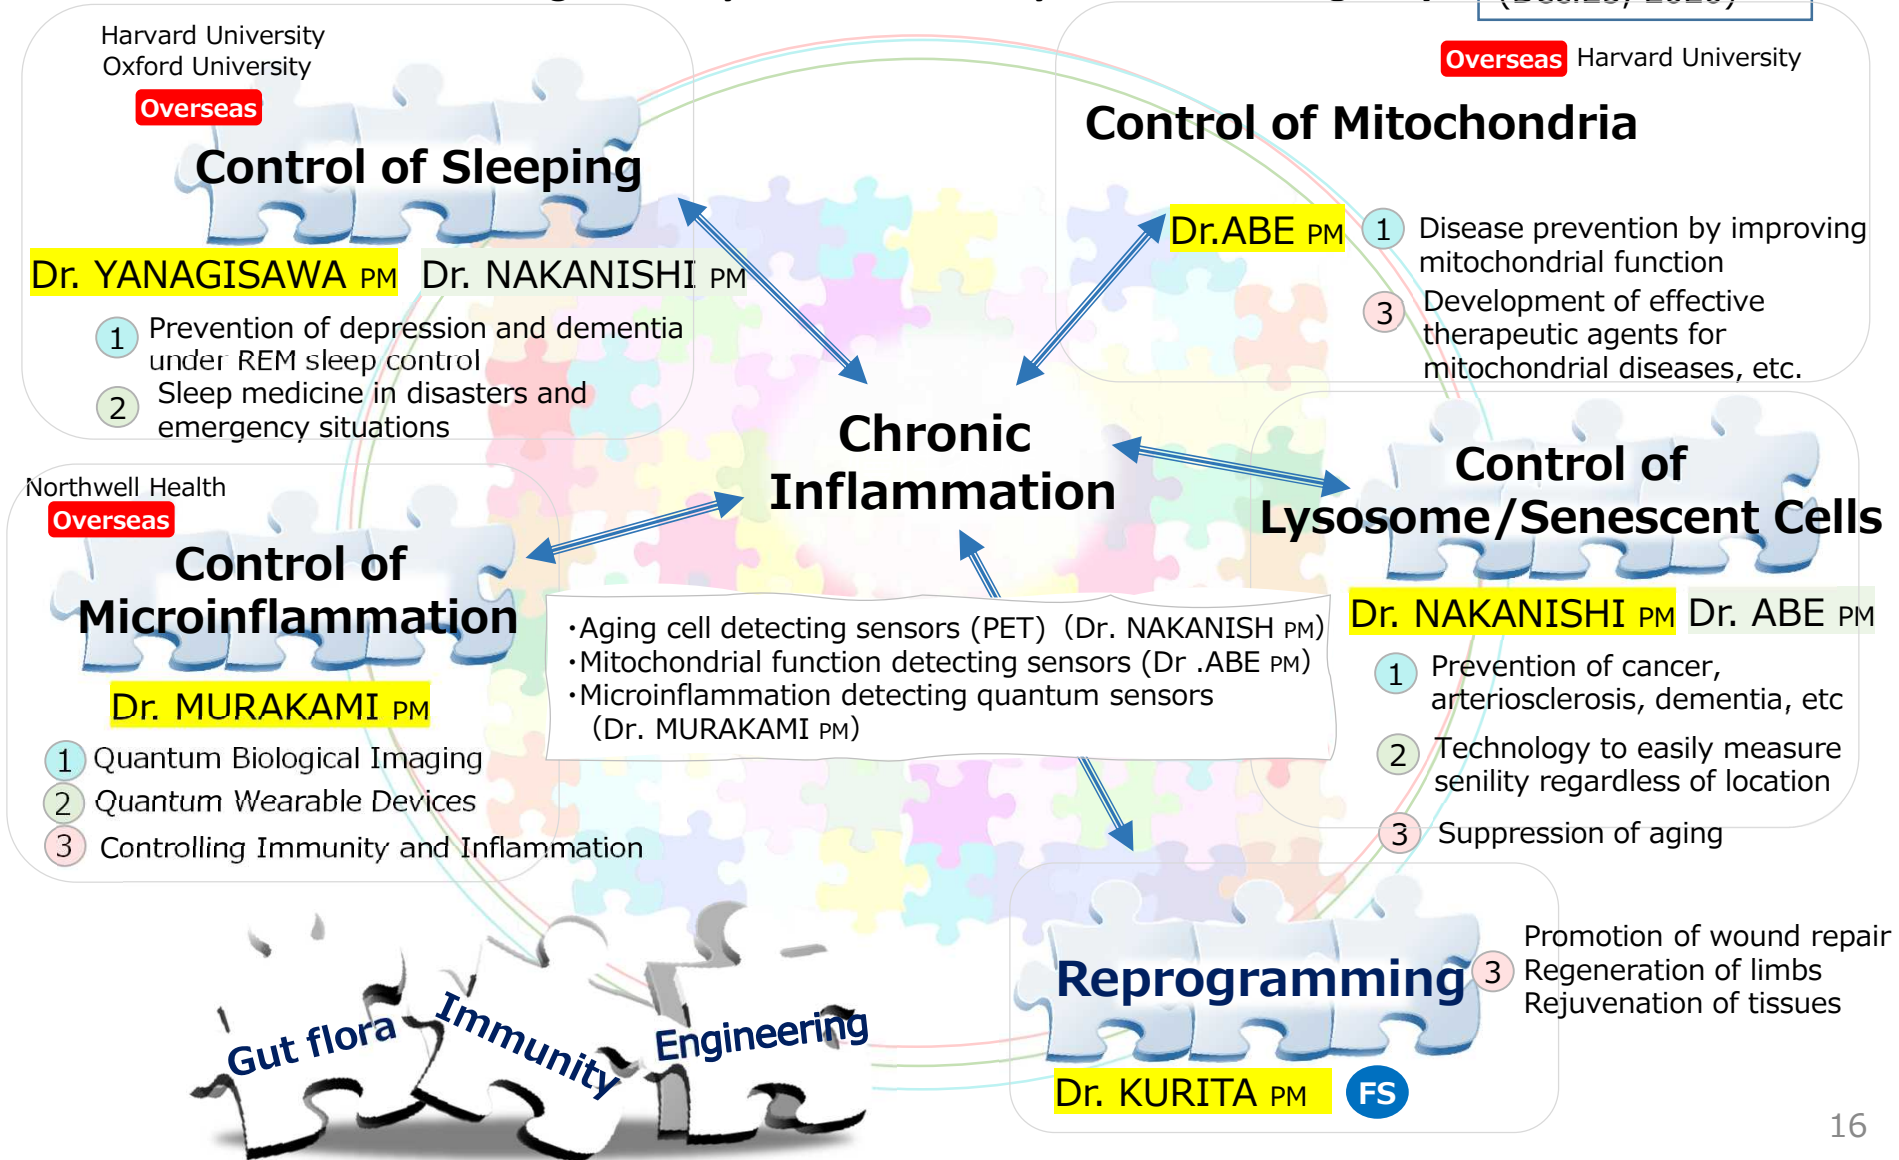 Harvard University
Oxford University
Overseas
Control of Sleeping
Dr. YANAGISAWA PM Dr. NAKANISHI PM
1 Prevention of depression and dementia
under REM sleep control
2 Sleep medicine in disasters and
emergency situations
Overseas Harvard University
Control of Mitochondria
Dr.ABE PM
1 Disease prevention by improving
mitochondrial function
3 Development of effective
therapeutic agents for
mitochondrial diseases, etc.
Chronic
Inflammation
Northwell Health
Overseas
Control of
Microinflammation
Dr. MURAKAMI PM
1 Quantum Biological Imaging
2 Quantum Wearable Devices
3 Controlling Immunity and Inflammation
・Aging cell detecting sensors (PET)（Dr. NAKANISH PM）
・Mitochondrial function detecting sensors (Dr .ABE PM）
・Microinflammation detecting quantum sensors
（Dr. MURAKAMI PM）
Control of
Lysosome/Senescent Cells
Dr. NAKANISHI PM Dr. ABE PM
1 Prevention of cancer,
arteriosclerosis, dementia, etc
2 Technology to easily measure
senility regardless of location
3 Suppression of aging
Gut flora
Immunity
Engineering
Reprogramming
Dr. KURITA PM FS
3 Promotion of wound repair
Regeneration of limbs
Rejuvenation of tissues
16